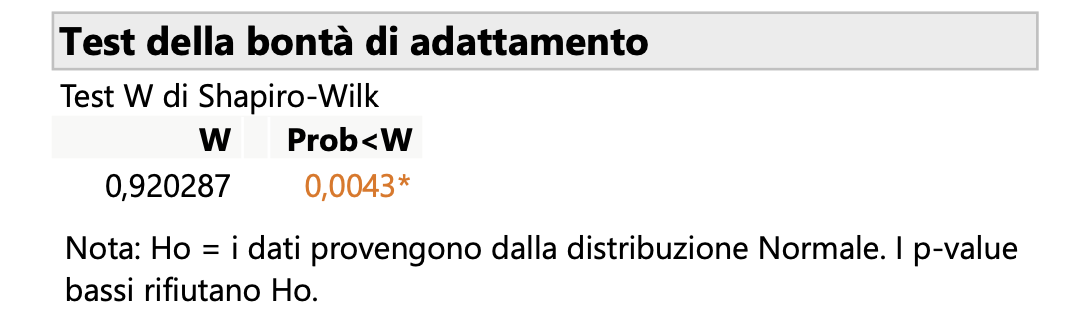 Test della bontà di adattamento
Test W di Shapiro-Wilk
W Prob<W
0,920287 0,0043*
Nota: Ho = i dati provengono dalla distribuzione Normale. I p-value
bassi rifiutano Ho.